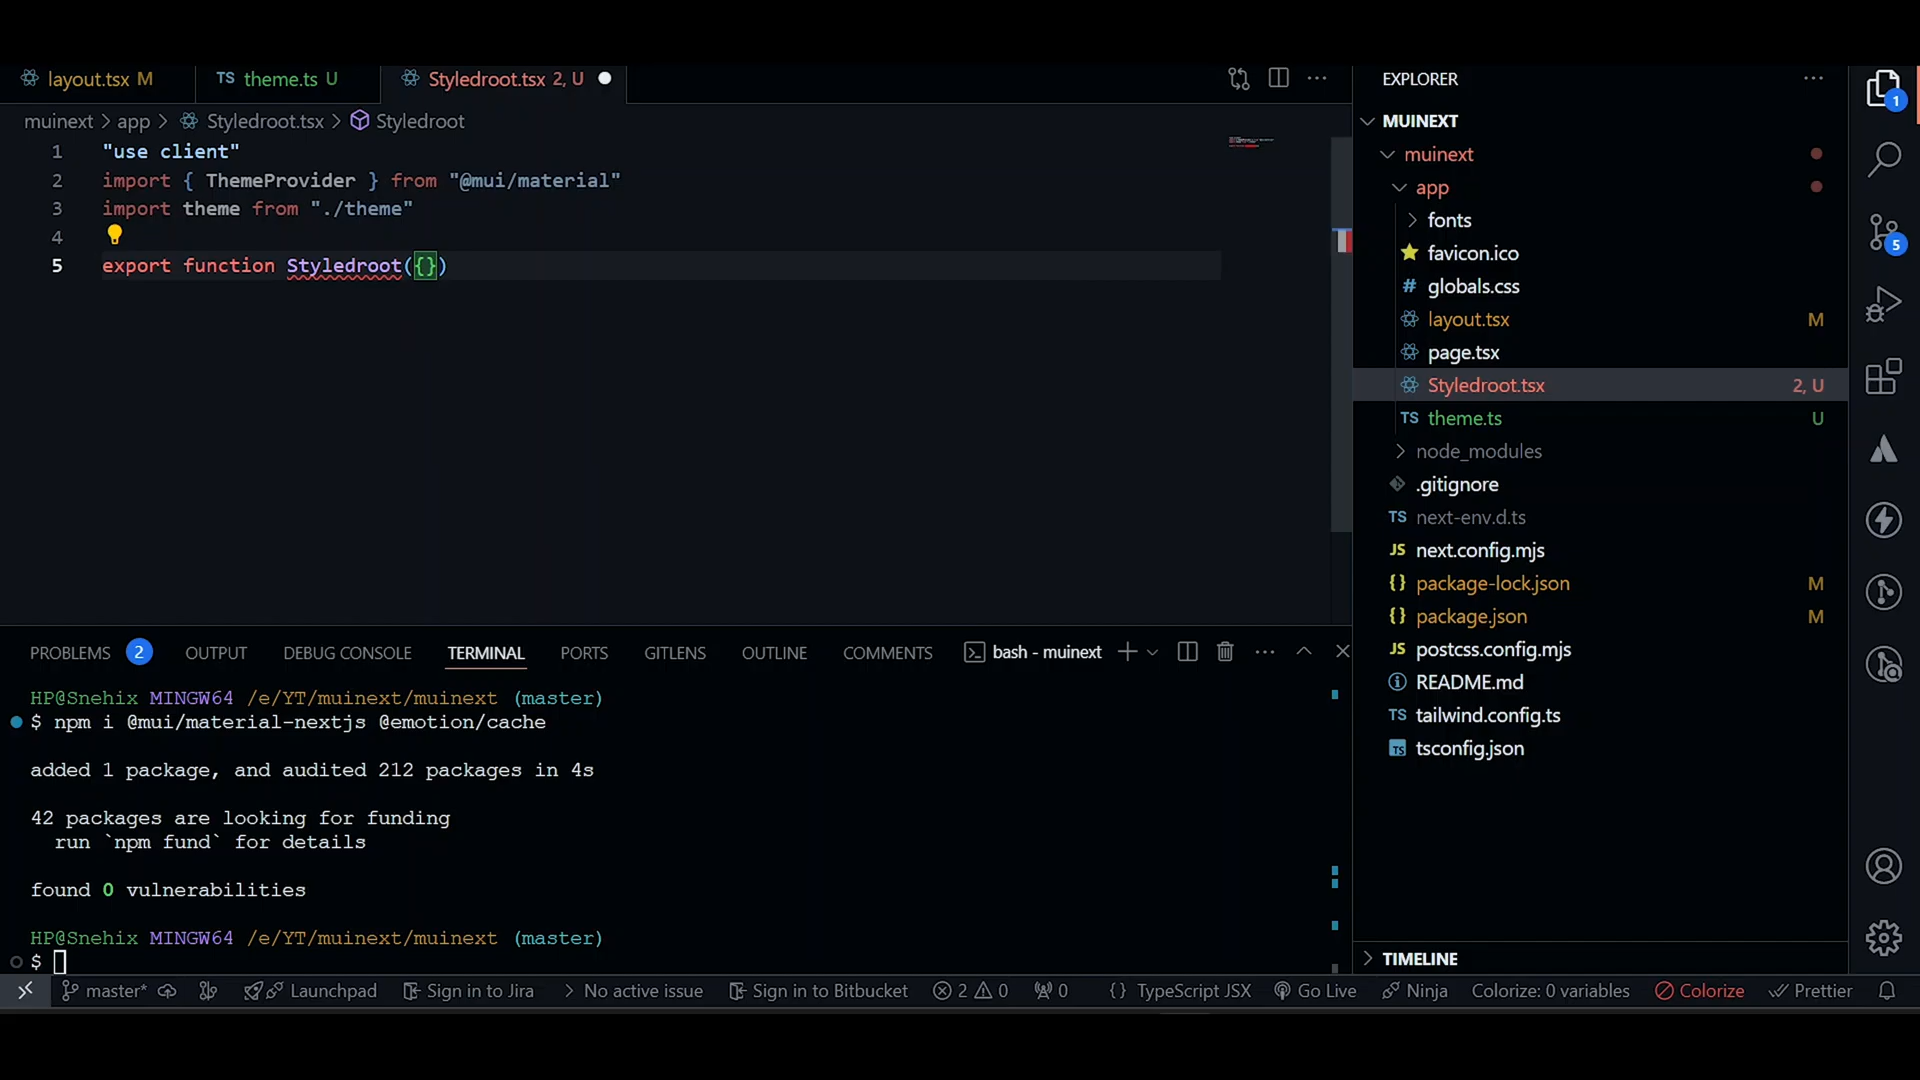 layout.tsx M
TS theme.ts U
Styledroot.tsx 2, U
muinext > app > Styledroot.tsx > Styledroot
1 "use client"
2 import { ThemeProvider } from "@mui/material"
3 import theme from "./theme"
4
5 export function Styledroot({})
PROBLEMS 2 OUTPUT DEBUG CONSOLE TERMINAL PORTS GITLENS OUTLINE COMMENTS bash - muinext
HP@Snehix MINGW64 /e/YT/muinext/muinext (master)
$ npm i @mui/material-nextjs @emotion/cache
added 1 package, and audited 212 packages in 4s
42 packages are looking for funding
run `npm fund` for details
found 0 vulnerabilities
HP@Snehix MINGW64 /e/YT/muinext/muinext (master)
$
EXPLORER
MUINEXT
muinext
app
fonts
favicon.ico
# globals.css
layout.tsx M
page.tsx
Styledroot.tsx 2, U
TS theme.ts U
node_modules
.gitignore
TS next-env.d.ts
JS next.config.mjs
{} package-lock.json M
{} package.json M
JS postcss.config.mjs
README.md
TS tailwind.config.ts
TS tsconfig.json
TIMELINE
1
5
master* Launchpad Sign in to Jira > No active issue Sign in to Bitbucket 2 0 0 {} TypeScript JSX Go Live Ninja Colorize: 0 variables Colorize Prettier